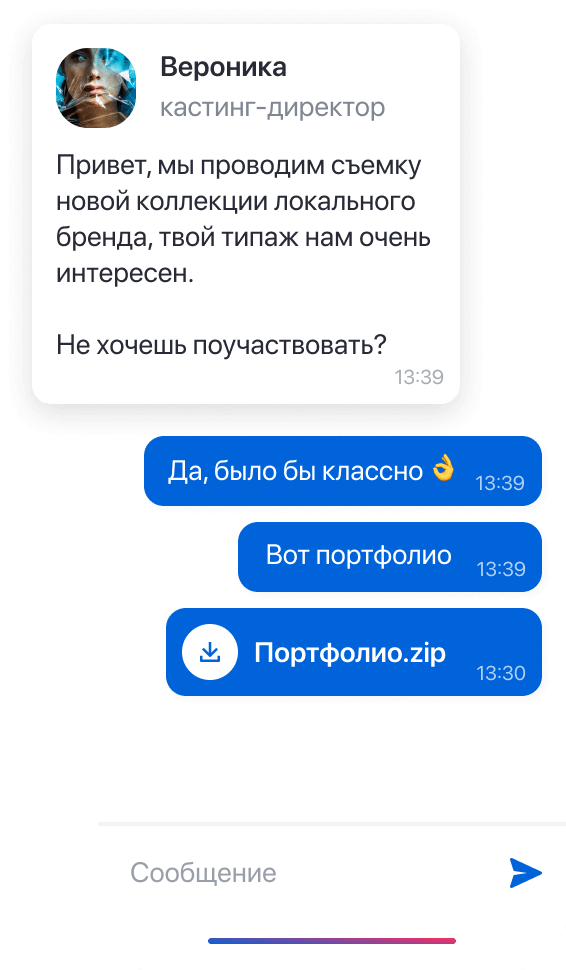 Вероника
кастинг-директор
Привет, мы проводим съемку
новой коллекции локального
бренда, твой типаж нам очень
интересен.
Не хочешь поучаствовать?
13:39
Да, было бы классно 👌 13:39
Вот портфолио 13:39
Портфолио.zip 13:30
Сообщение